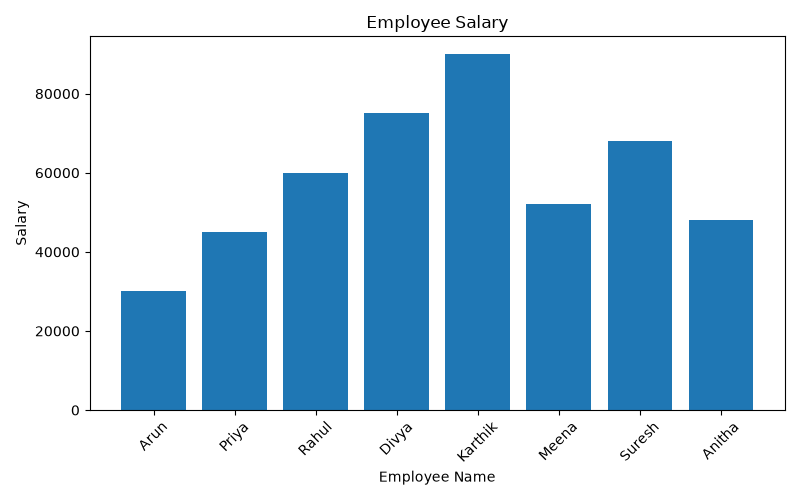 Employee Salary
80000
60000
40000
20000
0
Salary
Arun Priya Rahul Divya Karthik Meena Suresh Anitha
Employee Name